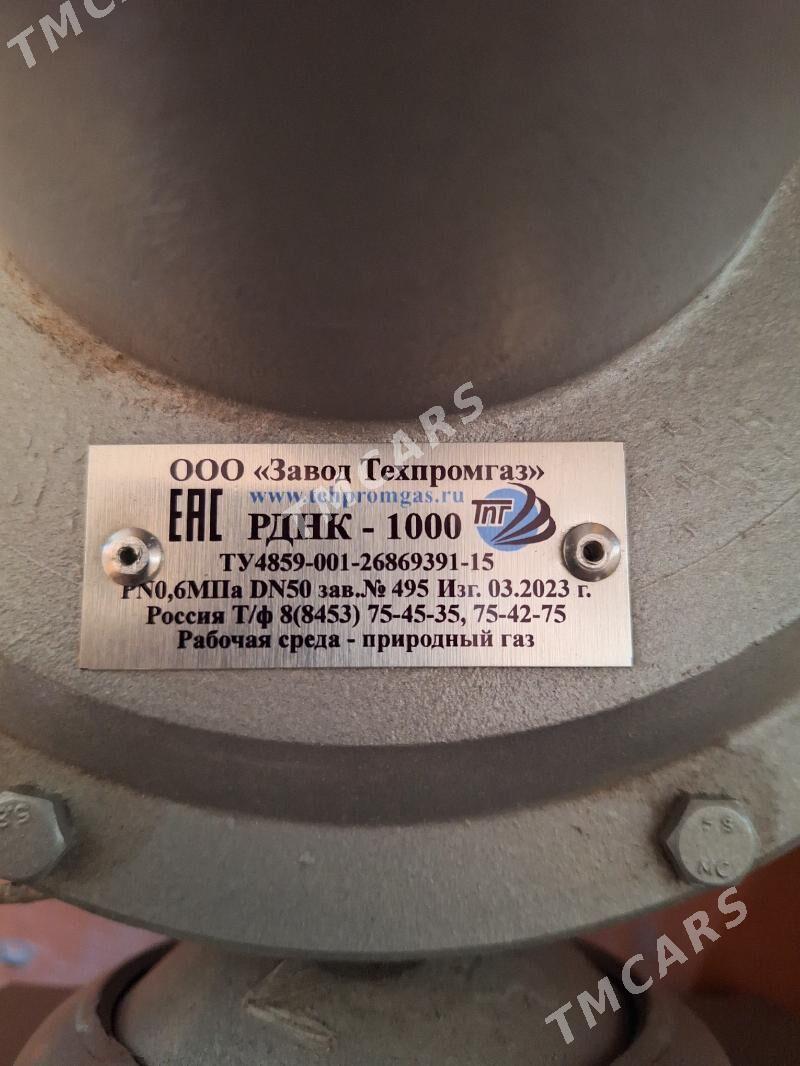 TMCARS
ООО «Завод Техпромгаз»
www.tehpromgas.ru
EAC РДНК - 1000 ТПГ
ТУ4859-001-26869391-15
PN0,6МПа DN50 зав.№ 495 Изг. 03.2023 г.
Россия Т/ф 8(8453) 75-45-35, 75-42-75
Рабочая среда - природный газ
TMCARS
FS
MC
TMCARS